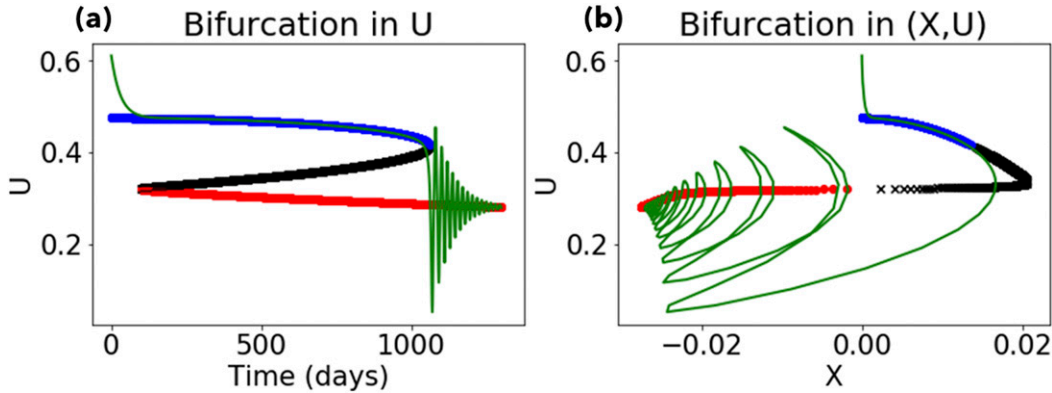 (a) Bifurcation in U
0.6
0.4
0.2
U
0 500 1000
Time (days)
(b) Bifurcation in (X,U)
0.6
0.4
0.2
U
−0.02 0.00 0.02
X